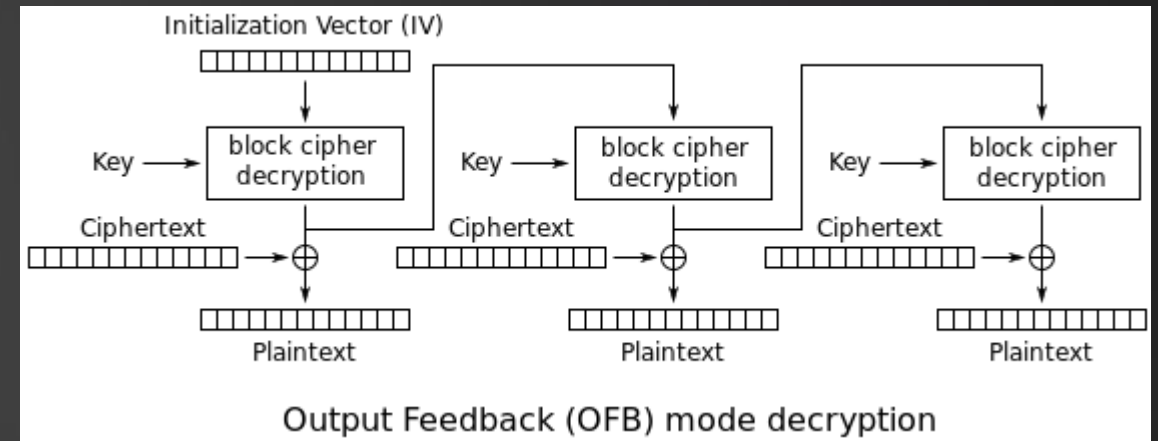 Initialization Vector (IV)
Key
block cipher
decryption
Key
block cipher
decryption
Key
block cipher
decryption
Ciphertext
Ciphertext
Ciphertext
Plaintext
Plaintext
Plaintext
Output Feedback (OFB) mode decryption